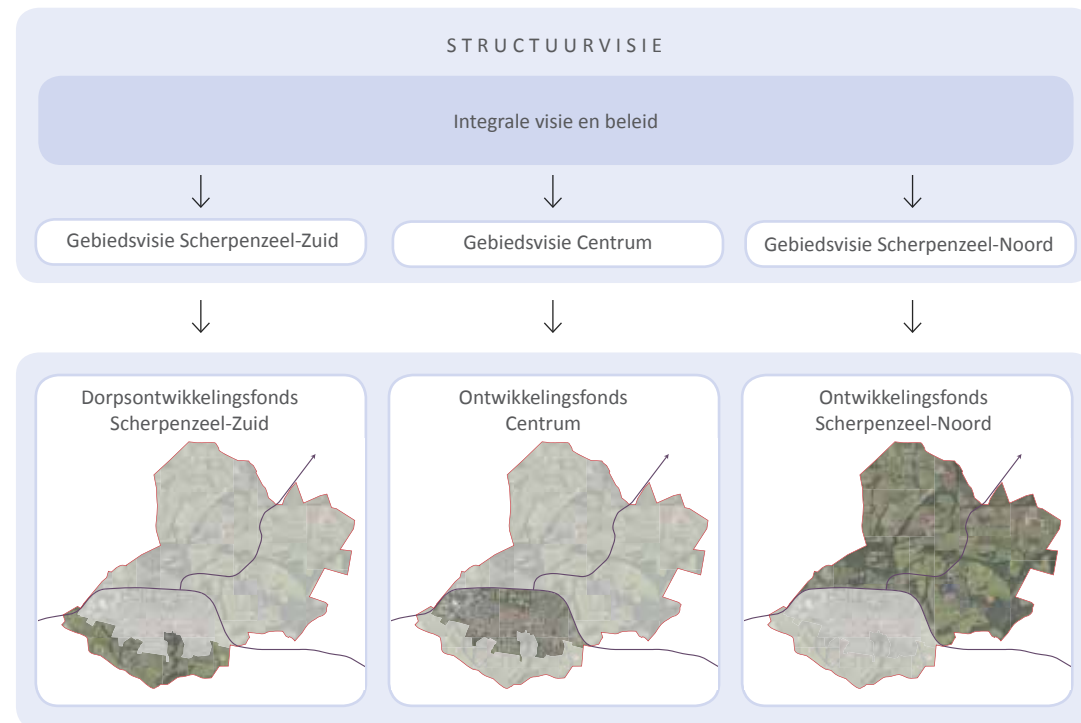 STRUCTUURVISIE
Integrale visie en beleid
Gebiedsvisie Scherpenzeel-Zuid
Gebiedsvisie Centrum
Gebiedsvisie Scherpenzeel-Noord
Dorpsontwikkelingsfonds
Scherpenzeel-Zuid
Ontwikkelingsfonds
Centrum
Ontwikkelingsfonds
Scherpenzeel-Noord